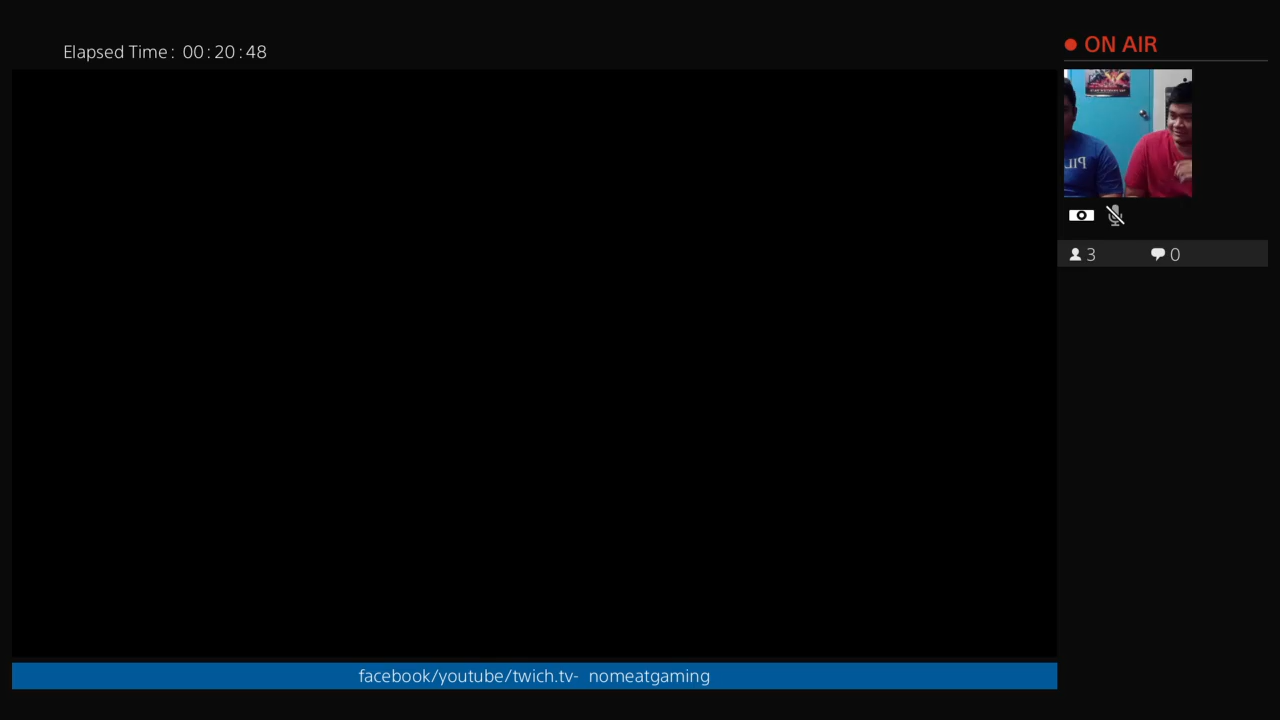 Elapsed Time: 00:20:48
ON AIR
3
0
facebook/youtube/twich.tv- nomeatgaming